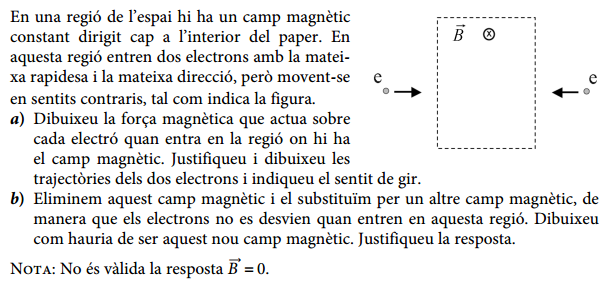 En una regió de l'espai hi ha un camp magnètic
constant dirigit cap a l'interior del paper. En
aquesta regió entren dos electrons amb la matei-
xa rapidesa i la mateixa direcció, però movent-se
en sentits contraris, tal com indica la figura.
a) Dibuixeu la força magnètica que actua sobre
cada electró quan entra en la regió on hi ha
el camp magnètic. Justifiqueu i dibuixeu les
trajectòries dels dos electrons i indiqueu el sentit de gir.
b) Eliminem aquest camp magnètic i el substituïm per un altre camp magnètic, de
manera que els electrons no es desvien quan entren en aquesta regió. Dibuixeu
com hauria de ser aquest nou camp magnètic. Justifiqueu la resposta.
NOTA: No és vàlida la resposta B⃗ = 0.
B⃗ ⊗
e
e